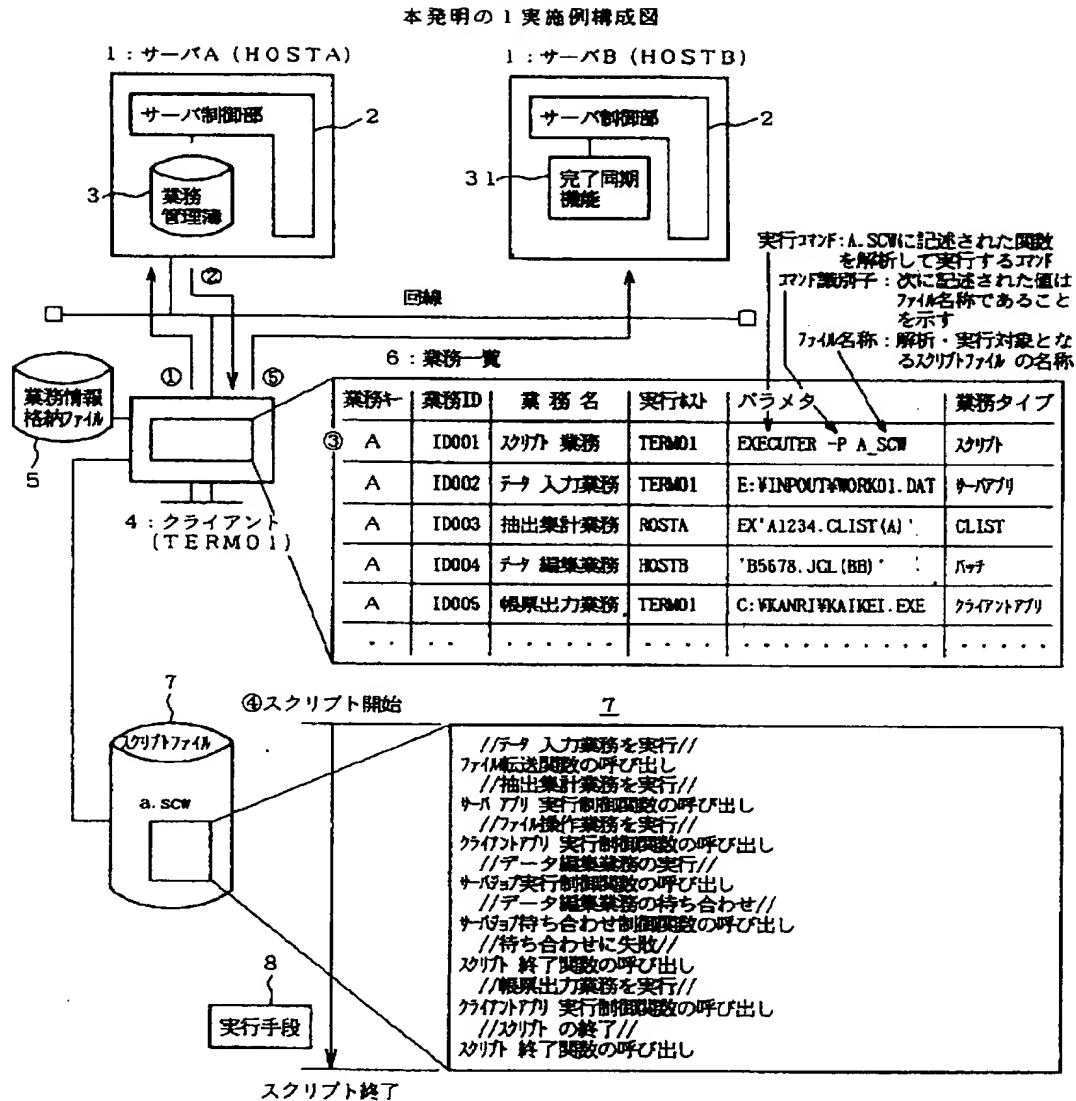 本発明の1実施例構成図
1:サーバA(HOSTA)
1:サーバB(HOSTB)
サーバ制御部
2
3
業務
管理簿
サーバ制御部
2
31
完了同期
機能
実行コマンド:A.SCWに記述された関数
を解析して実行するコマンド
コマンド識別子:次に記述された値は
ファイル名称であること
を示す
ファイル名称:解析・実行対象とな
るスクリプトファイル の名称
②
回線
①
⑤
6:業務一覧
業務情報
格納ファイル
5
4:クライアント
(TERM01)
業務キー 業務ID 業務名 実行ホスト パラメタ 業務タイプ
③ A ID001 スクリプト 業務 TERM01 EXECUTER -P A_SCW スクリプト
A ID002 データ 入力業務 TERM01 E:¥INPOUT¥WORK01.DAT サーバアプリ
A ID003 抽出集計業務 ROSTA EX'A1234.CLIST(A)' CLIST
A ID004 データ 編集業務 HOSTB 'B5678.JCL(BB)' バッチ
A ID005 帳票出力業務 TERM01 C:¥KANRI¥KAIKEI.EXE クライアントアプリ
7
④スクリプト開始
7
スクリプトファイル
a.scw
//データ 入力業務を実行//
ファイル転送関数の呼び出し
//抽出集計業務を実行//
サーバ アプリ 実行制御関数の呼び出し
//ファイル操作業務を実行//
クライアントアプリ 実行制御関数の呼び出し
//データ編集業務の実行//
サーバジョブ実行制御関数の呼び出し
//データ編集業務の待ち合わせ//
サーバジョブ待ち合わせ制御関数の呼び出し
//待ち合わせに失敗//
スクリプト 終了関数の呼び出し
//帳票出力業務を実行//
クライアントアプリ 実行制御関数の呼び出し
//スクリプト の終了//
スクリプト 終了関数の呼び出し
8
実行手段
スクリプト終了